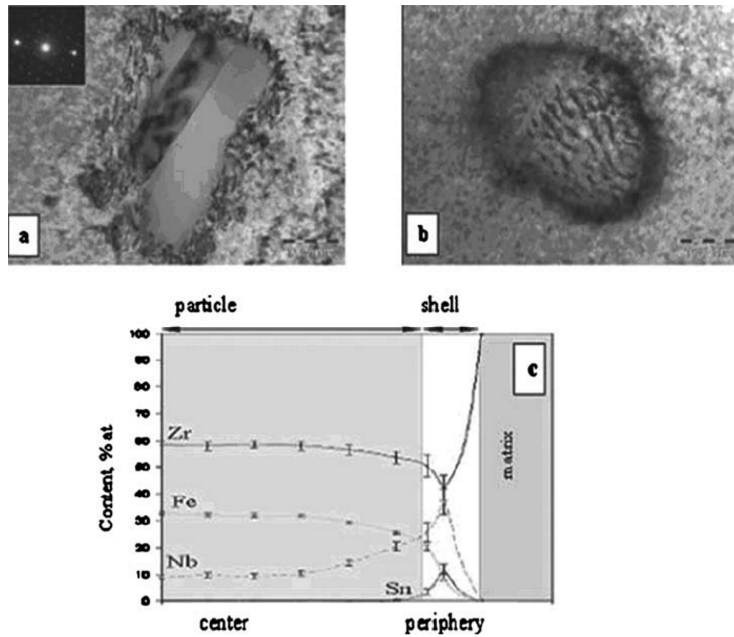 a
b
particle shell
c
100
90
80
70
60
50
40
30
20
10
0
Content, % at
Zr
Fe
Nb
Sn
matrix
center periphery